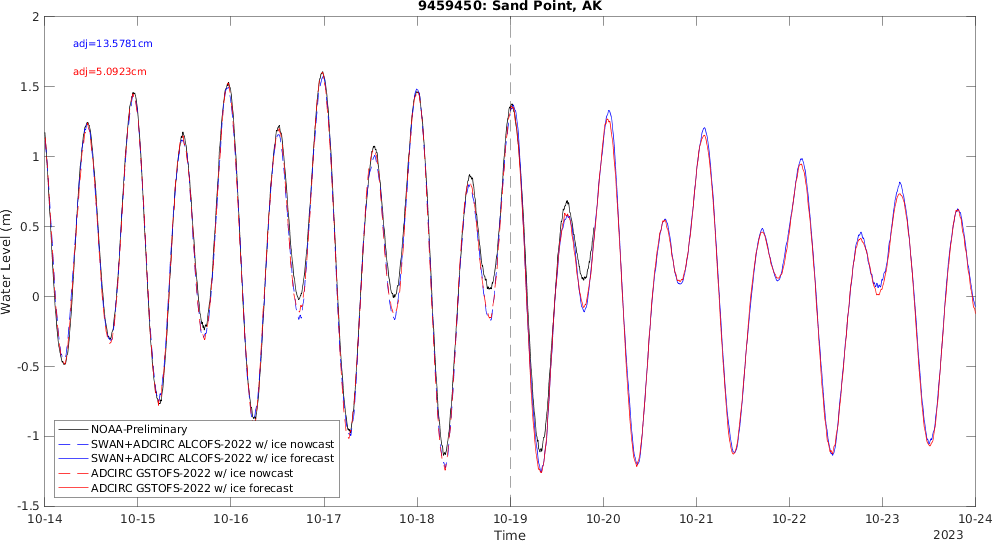 9459450: Sand Point, AK
adj=13.5781cm
adj=5.0923cm
Water Level (m)
2
1.5
1
0.5
0
-0.5
-1
-1.5
NOAA-Preliminary
SWAN+ADCIRC ALCOFS-2022 w/ ice nowcast
SWAN+ADCIRC ALCOFS-2022 w/ ice forecast
ADCIRC GSTOFS-2022 w/ ice nowcast
ADCIRC GSTOFS-2022 w/ ice forecast
10-14 10-15 10-16 10-17 10-18 10-19 10-20 10-21 10-22 10-23 10-24
Time
2023